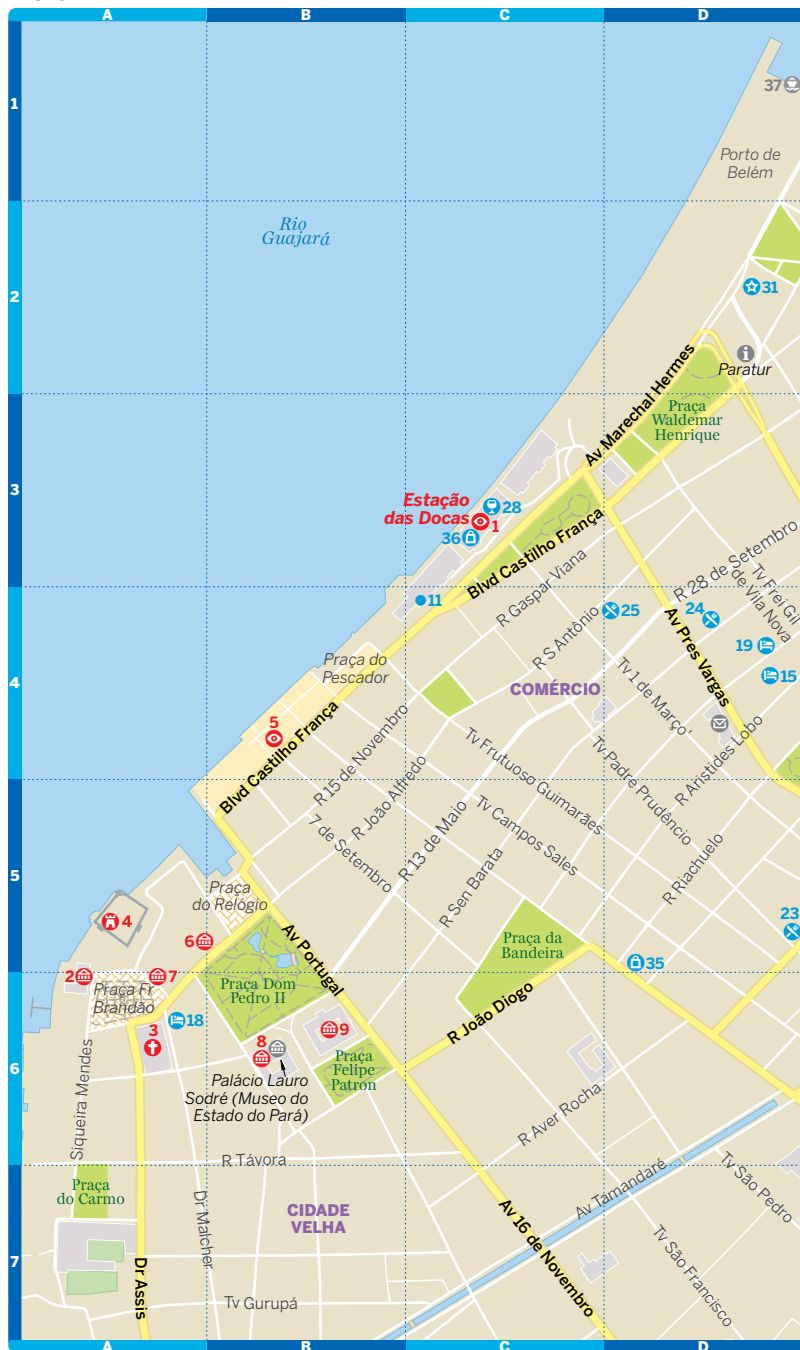 A
B
C
D
1
37
Porto de
Belém
Rio
Guajará
2
31
Paratur
Av Marechal Hermes
Praça
Waldemar
Henrique
3
Estação
das Docas
28
1
36
Blvd Castilho França
R Gaspar Viana
R 28 de Setembro
Tv Frei Gil
de Vila Nova
11
25
24
R S Antônio
Av Pres Vargas
19
15
4
Praça do
Pescador
COMÉRCIO
Tv 1 de Março'
5
Blvd Castilho França
R 15 de Novembro
Tv Frutuoso Guimarães
Tv Padre Prudêncio
R Aristides Lobo
R João Alfredo
7 de Setembro
R 13 de Maio
Tv Campos Sales
R Sen Barata
R Riachuelo
5
Praça
do Relógio
4
6
Av Portugal
Praça da
Bandeira
23
35
2
7
Praça Fr
Brandão
Praça Dom
Pedro II
18
3
R João Diogo
9
8
6
Praça
Felipe
Patron
Palácio Lauro
Sodré (Museo do
Estado do Pará)
Siqueira Mendes
R Aver Rocha
R Távora
Av Tamandaré
Tv São Pedro
Praça
do Carmo
Dr Malcher
CIDADE
VELHA
Av 16 de Novembro
Tv São Francisco
7
Dr Assis
Tv Gurupá
A
B
C
D